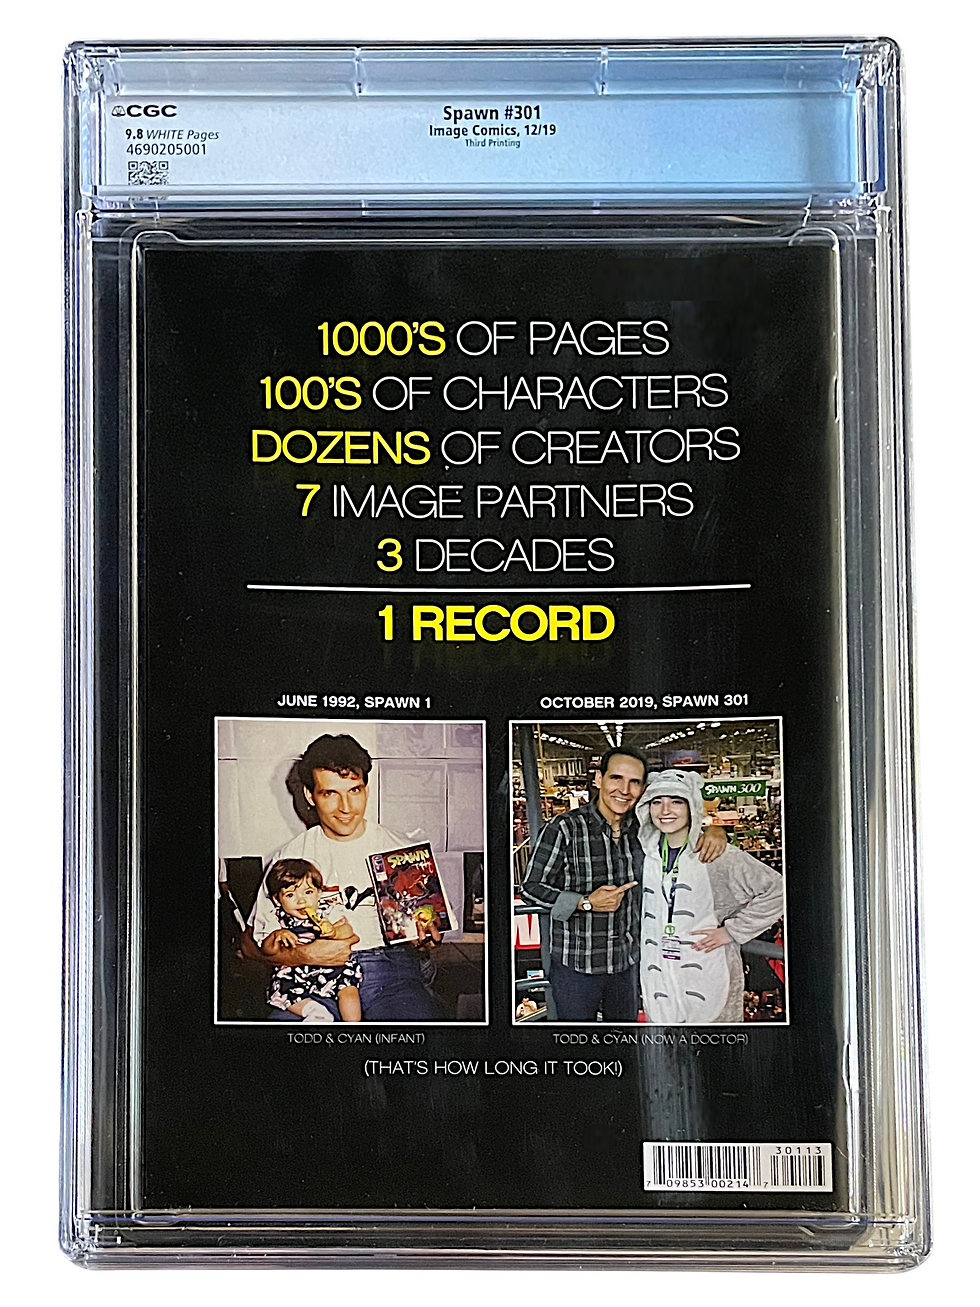 CGC
Spawn #301
9.8 WHITE Pages
Image Comics, 12/19
4690205001
Third Printing
1000'S OF PAGES
100'S OF CHARACTERS
DOZENS OF CREATORS
7 IMAGE PARTNERS
3 DECADES
1 RECORD
JUNE 1992, SPAWN 1
OCTOBER 2019, SPAWN 301
SPAWN
SPAWN 300
TODD & CYAN (INFANT)
TODD & CYAN (NOW A DOCTOR)
(THAT'S HOW LONG IT TOOK!)
30113
7 09853 00214 7